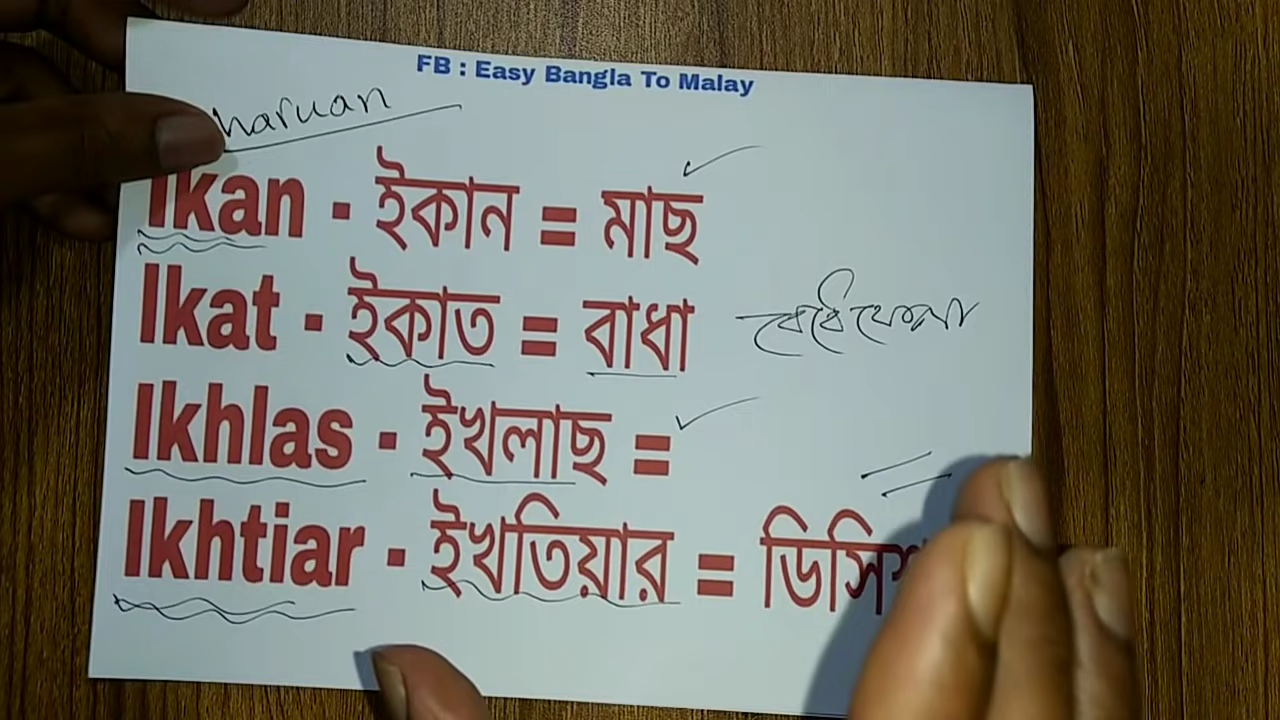 FB : Easy Bangla To Malay
haruan
Ikan - ইকান = মাছ
Ikat - ইকাত = বাধা বেধে ফেলা
Ikhlas - ইখলাছ =
Ikhtiar - ইখতিয়ার =